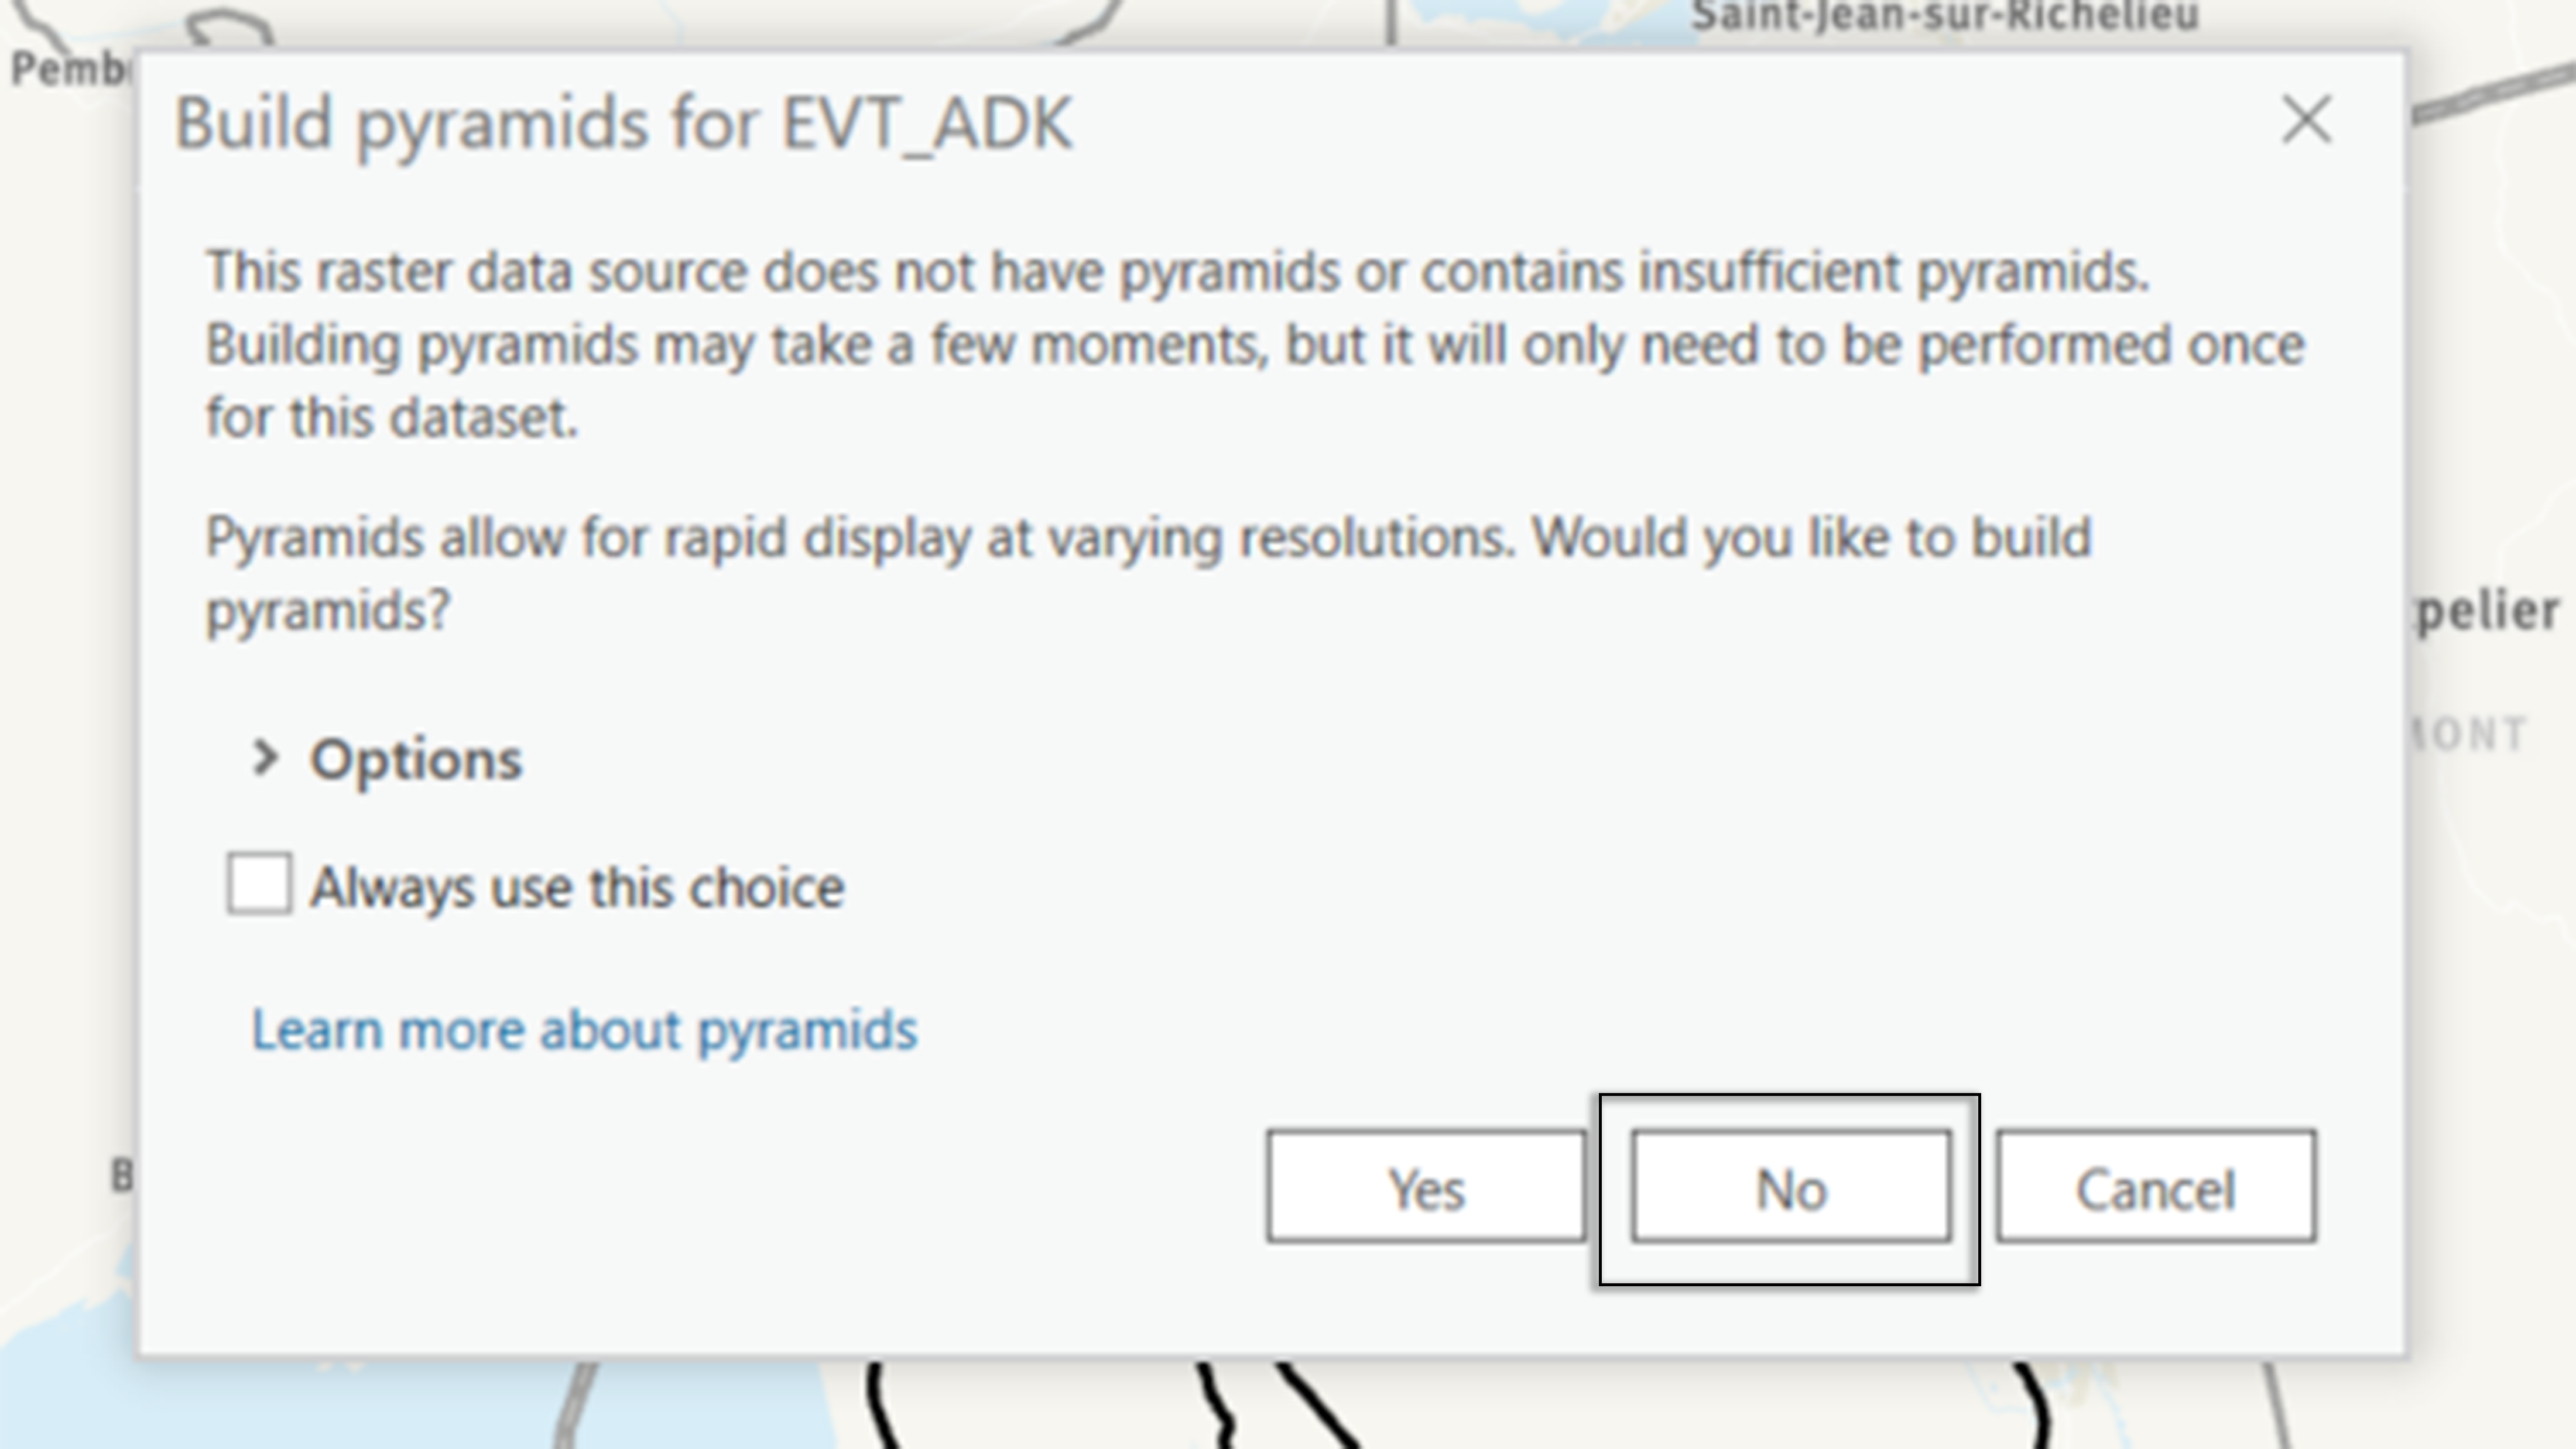 Saint-Jean-sur-Richelieu
Pemb
Build pyramids for EVT_ADK
This raster data source does not have pyramids or contains insufficient pyramids.
Building pyramids may take a few moments, but it will only need to be performed once
for this dataset.
Pyramids allow for rapid display at varying resolutions. Would you like to build
pyramids?
pelier
ONT
Options
Always use this choice
Learn more about pyramids
B
Yes No Cancel